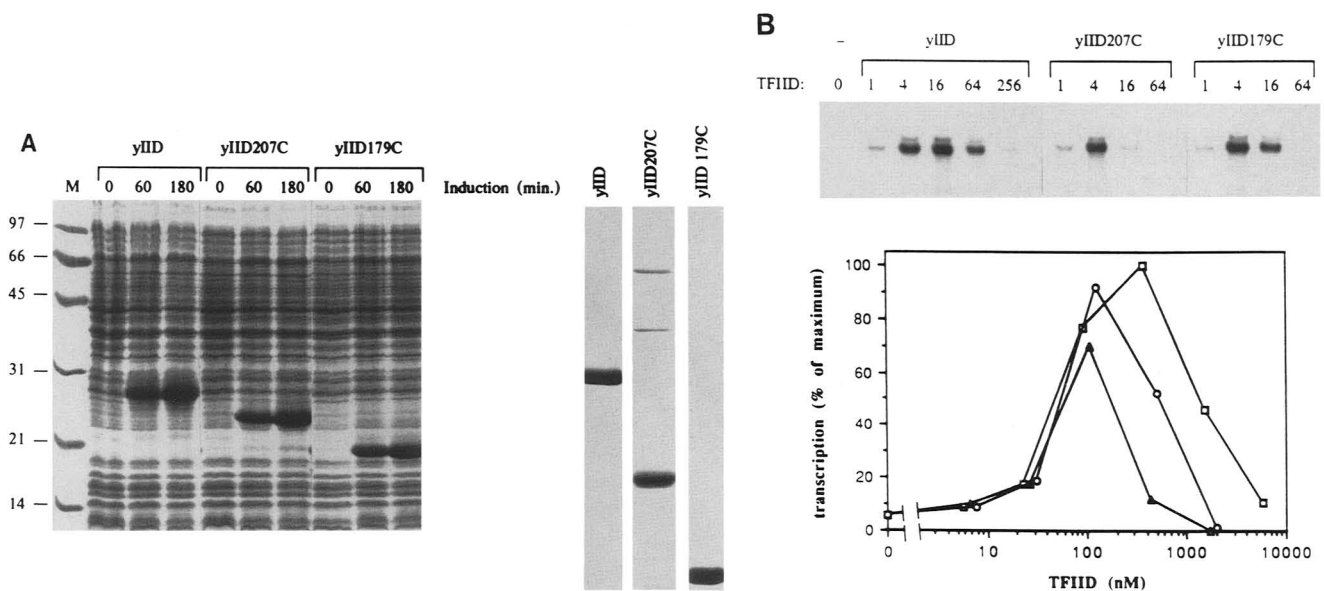 A
yIID yIID207C yIID179C
M 0 60 180 0 60 180 0 60 180 Induction (min.)
97
66
45
31
21
14
yIID
yIID207C
yIID 179C
B
– yIID yIID207C yIID179C
TFIID: 0 1 4 16 64 256 1 4 16 64 1 4 16 64
transcription (% of maximum)
100
80
60
40
20
0
0 10 100 1000 10000
TFIID (nM)